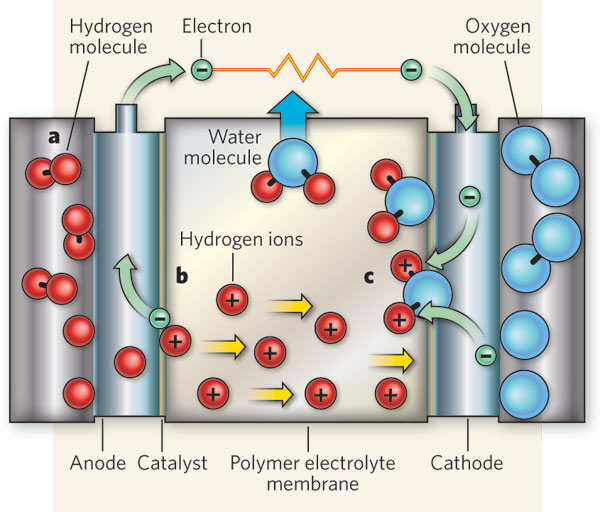 Hydrogen
molecule
Electron
Oxygen
molecule
−
−
a
Water
molecule
−
Hydrogen ions
b
c
+
+
+
−
+
+
+
+
−
+
+
+
Anode
Catalyst
Polymer electrolyte
membrane
Cathode